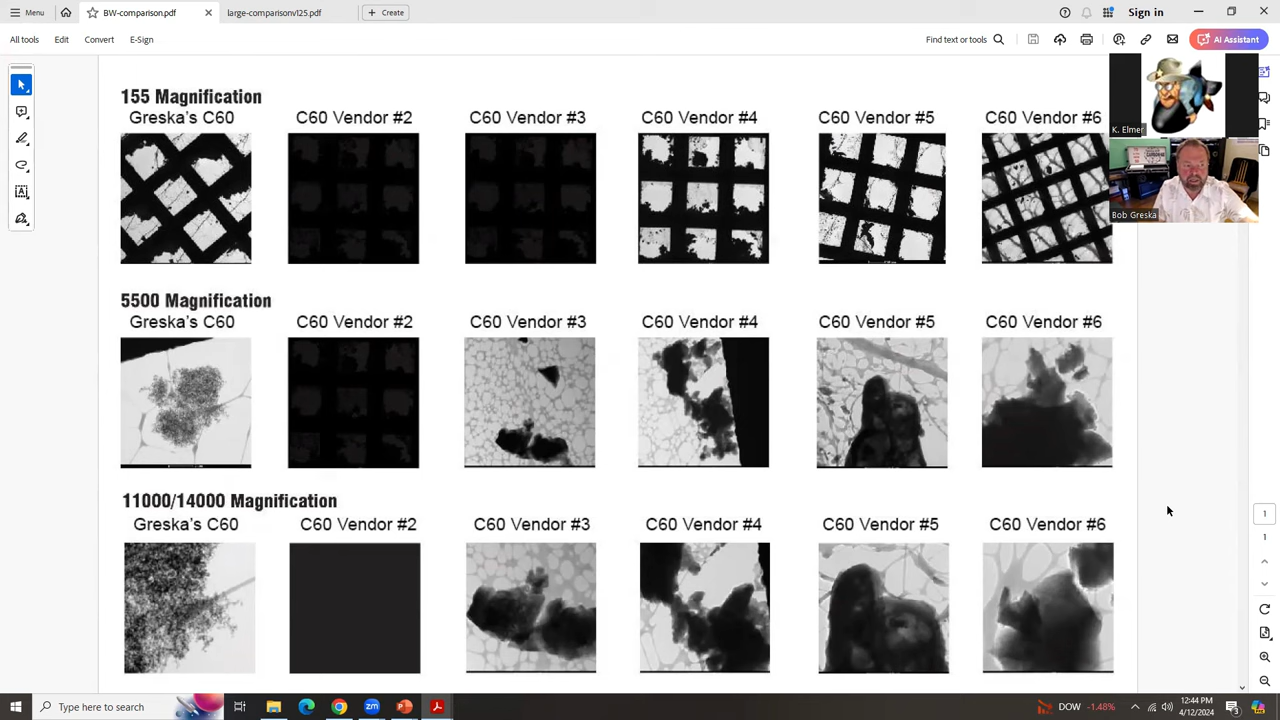 Menu
BW-comparison.pdf
large-comparisonv125.pdf
Create
Sign in
All tools
Edit
Convert
E-Sign
Find text or tools
AI Assistant
155 Magnification
Greska's C60
C60 Vendor #2
C60 Vendor #3
C60 Vendor #4
C60 Vendor #5
C60 Vendor #6
K. Elmer
Bob Greska
5500 Magnification
Greska's C60
C60 Vendor #2
C60 Vendor #3
C60 Vendor #4
C60 Vendor #5
C60 Vendor #6
11000/14000 Magnification
Greska's C60
C60 Vendor #2
C60 Vendor #3
C60 Vendor #4
C60 Vendor #5
C60 Vendor #6
1
1
Type here to search
DOW -1.48%
12:44 PM
4/12/2024
3